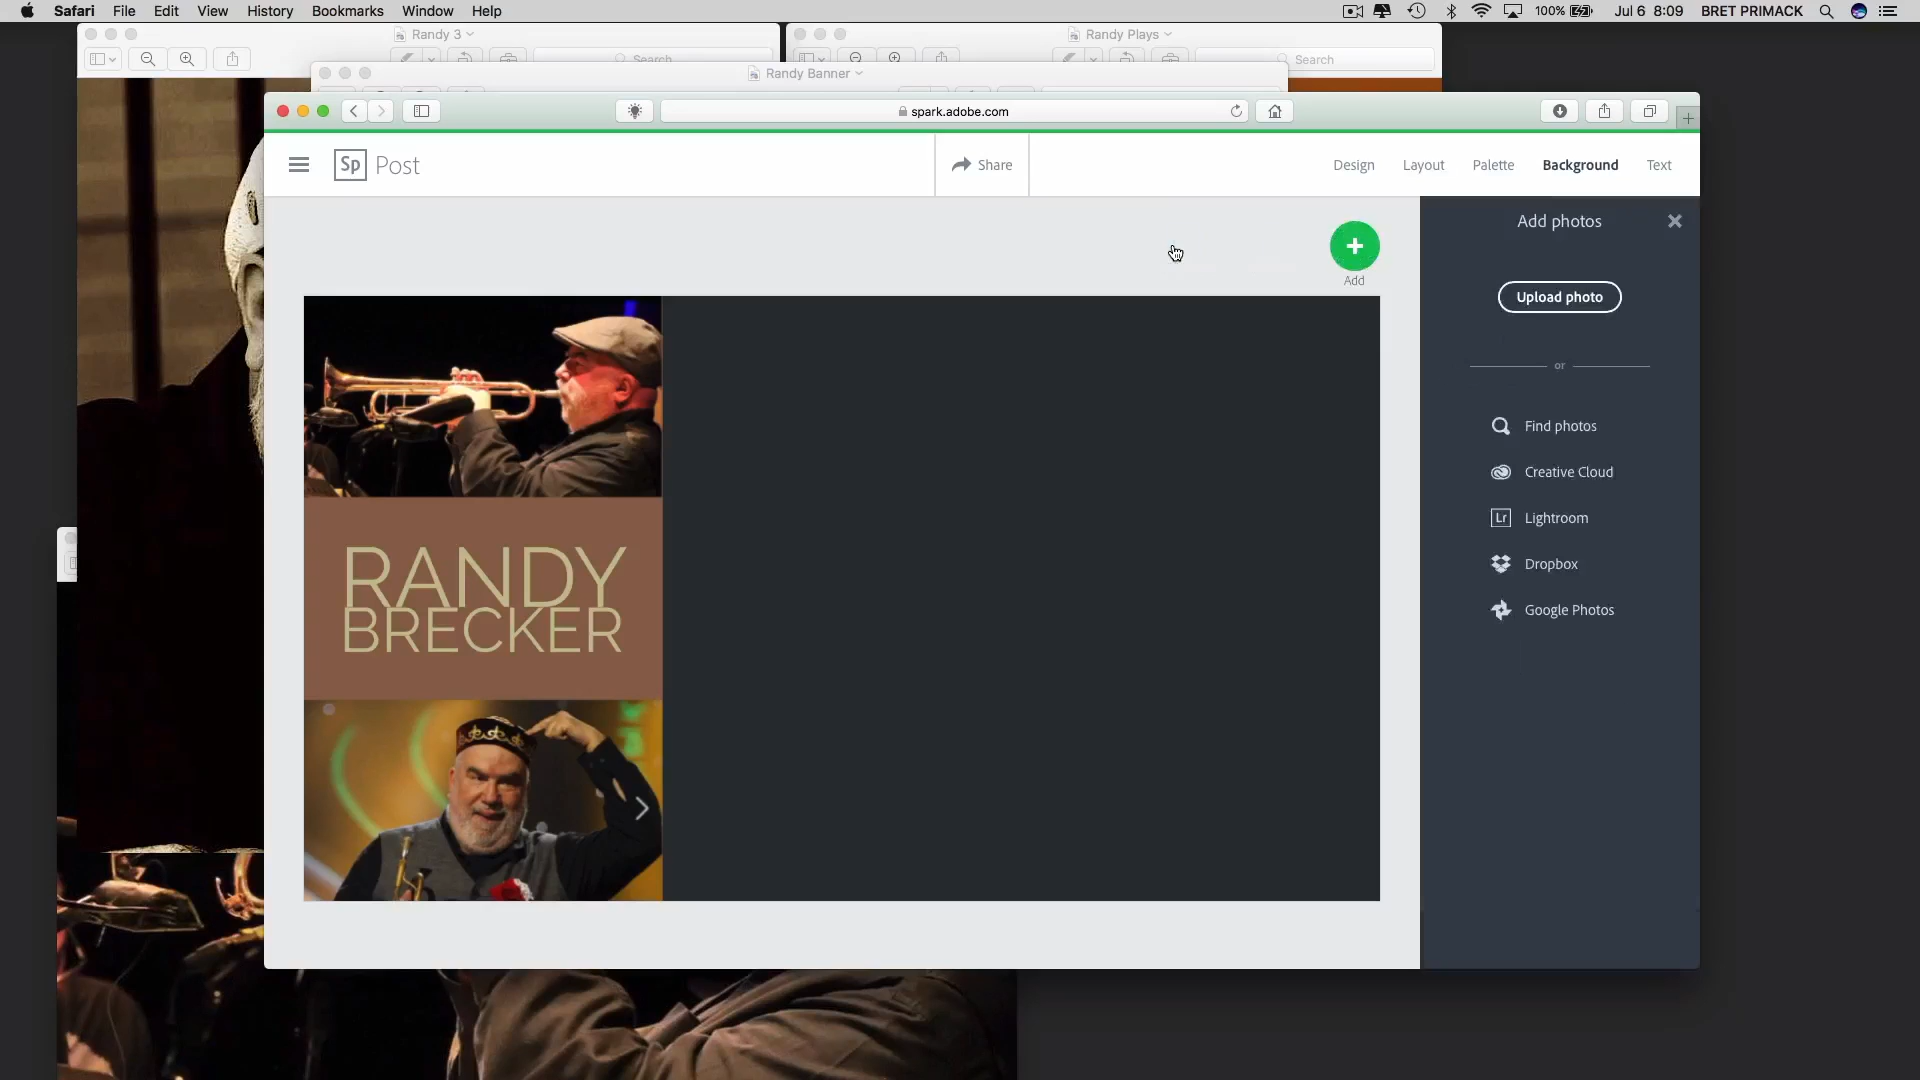 Safari File Edit View History Bookmarks Window Help
100% Jul 6 8:09 BRET PRIMACK
Randy 3
Randy Plays
Search
Search
Randy Banner
spark.adobe.com
Sp Post
Share
Design Layout Palette Background Text
Add photos
Add
Upload photo
or
Find photos
Creative Cloud
Lr Lightroom
Dropbox
Google Photos
RANDY
BRECKER